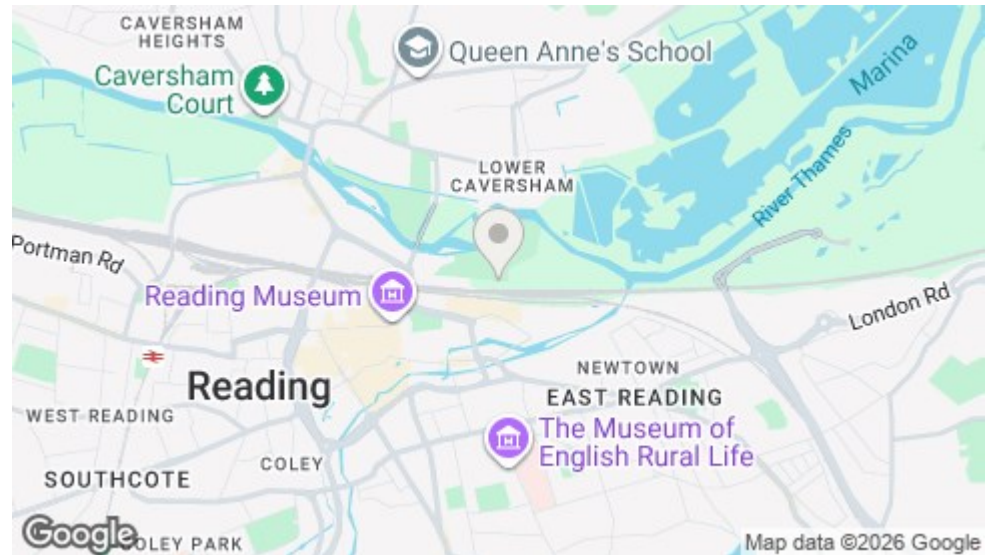 CAVERSHAM
HEIGHTS
Queen Anne's School
Caversham
Court
Marina
LOWER
CAVERSHAM
River Thames
Portman Rd
Reading Museum
London Rd
NEWTOWN
Reading
EAST READING
WEST READING
The Museum of
English Rural Life
COLEY
SOUTHCOTE
Google
OLEY PARK
Map data ©2026 Google